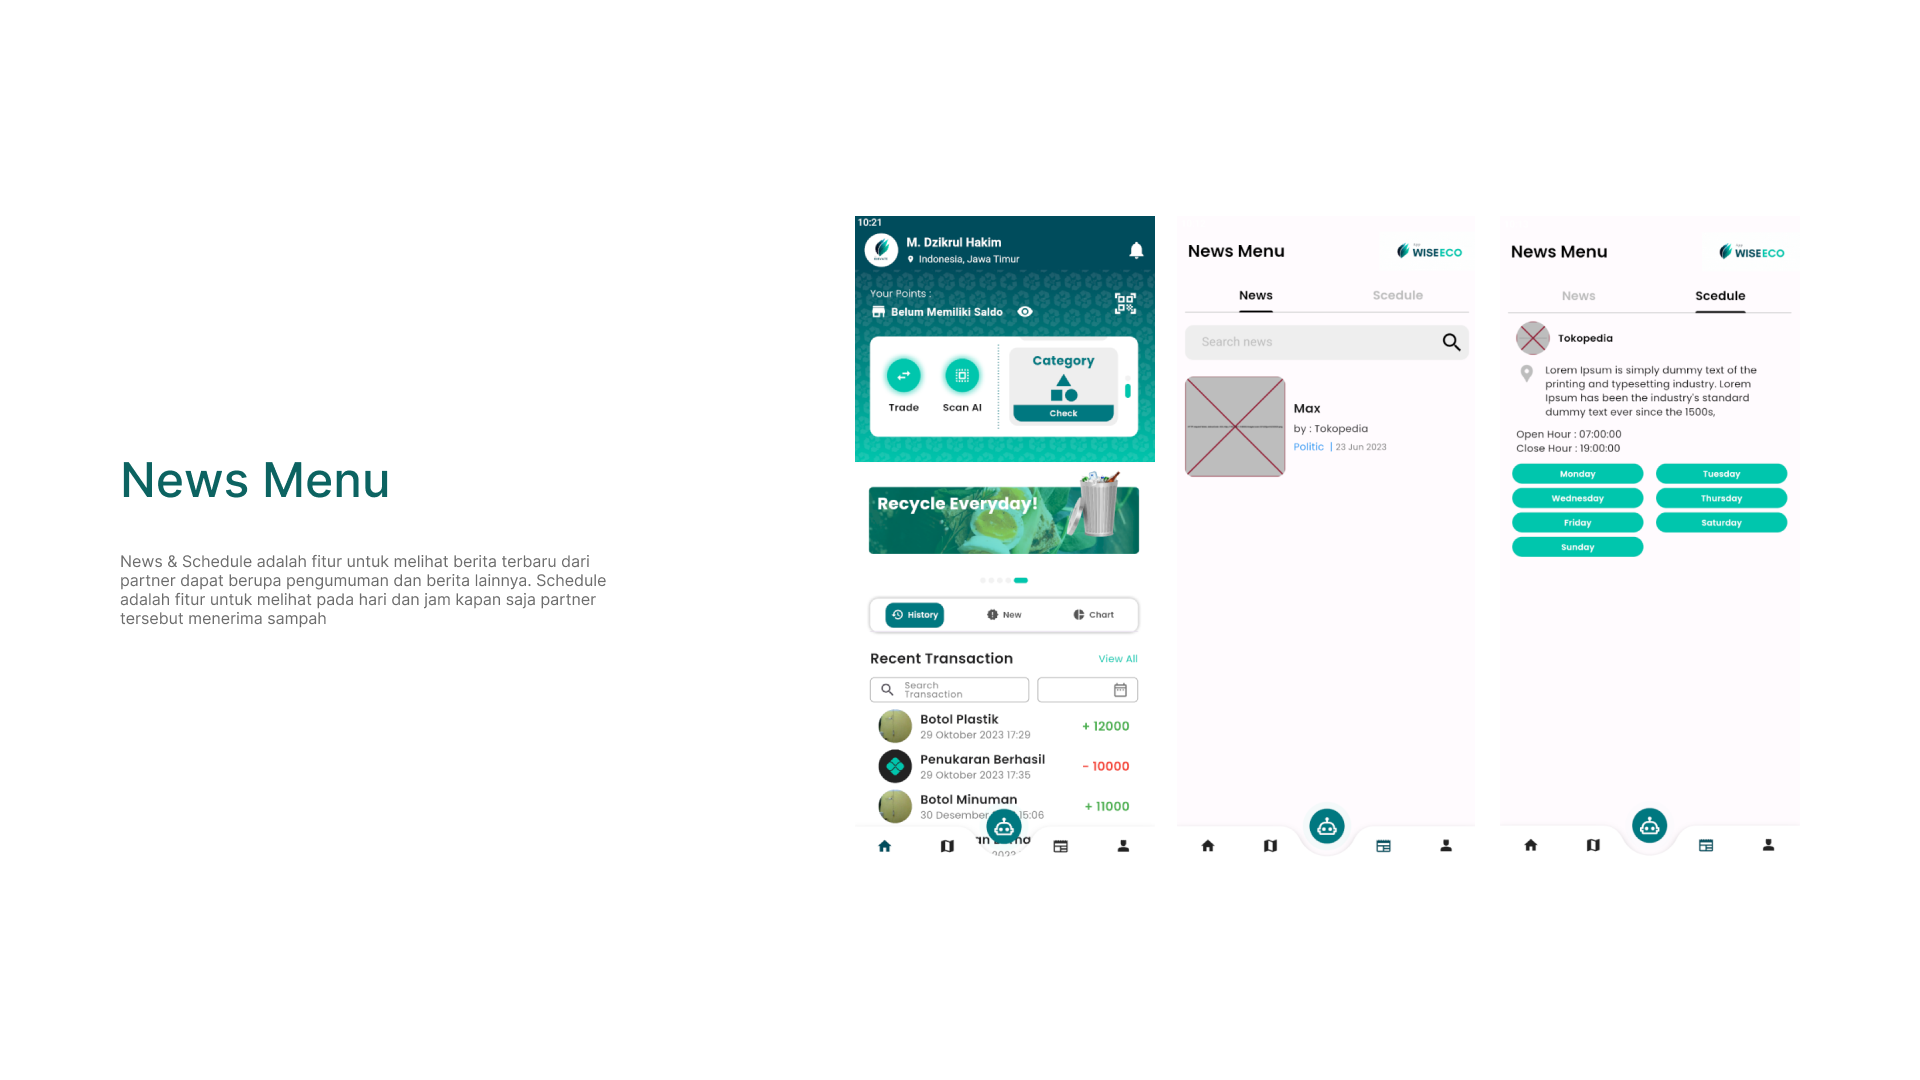 News Menu
News & Schedule adalah fitur untuk melihat berita terbaru dari
partner dapat berupa pengumuman dan berita lainnya. Schedule
adalah fitur untuk melihat pada hari dan jam kapan saja partner
tersebut menerima sampah
10:21
M. Dzikrul Hakim
Indonesia, Jawa Timur
Your Points :
Belum Memiliki Saldo
Trade
Scan AI
Category
Check
Recycle Everyday!
History
New
Chart
Recent Transaction
View All
Search
Transaction
Botol Plastik
29 Oktober 2023 17:29
+ 12000
Penukaran Berhasil
29 Oktober 2023 17:35
- 10000
Botol Minuman
30 Desember 15:06
+ 11000
News Menu
WISEECO
News
Scedule
Search news
Max
by : Tokopedia
Politic | 23 Jun 2023
News Menu
WISEECO
News
Scedule
Tokopedia
Lorem Ipsum is simply dummy text of the
printing and typesetting industry. Lorem
Ipsum has been the industry's standard
dummy text ever since the 1500s,
Open Hour : 07:00:00
Close Hour : 19:00:00
Monday
Tuesday
Wednesday
Thursday
Friday
Saturday
Sunday